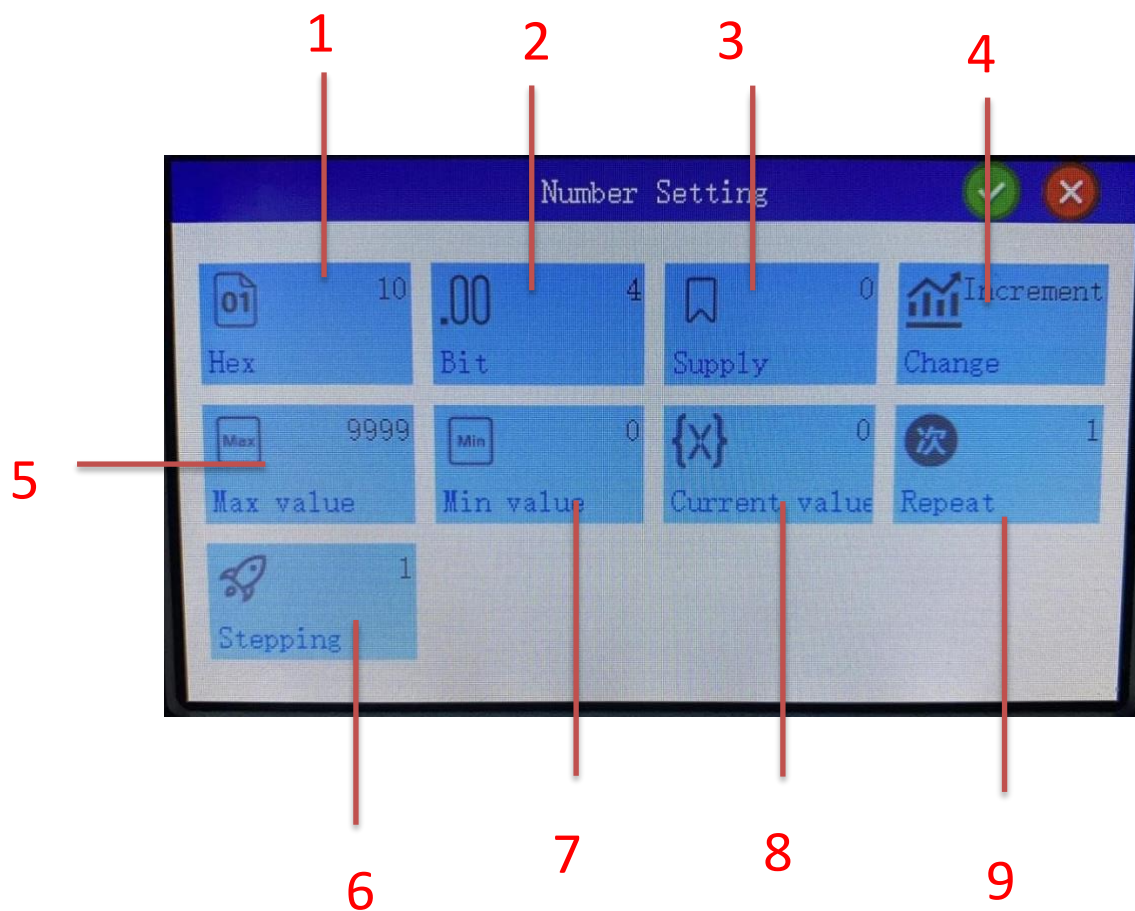 1 2 3 4
Number Setting
01 10 .00 4 0 Increment
Hex Bit Supply Change
Max 9999 Min 0 {X} 0 次 1
5
Max value Min value Current value Repeat
1
Stepping
6 7 8 9